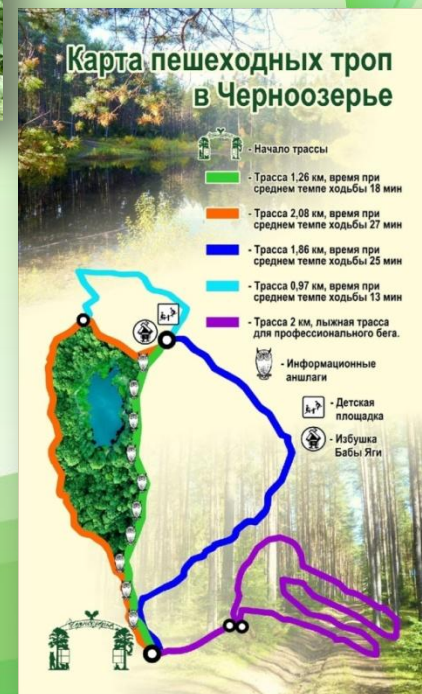 Карта пешеходных троп
в Черноозерье
- Начало трассы
- Трасса 1,26 км, время при
среднем темпе ходьбы 18 мин
- Трасса 2,08 км, время при
среднем темпе ходьбы 27 мин
- Трасса 1,86 км, время при
среднем темпе ходьбы 25 мин
- Трасса 0,97 км, время при
среднем темпе ходьбы 13 мин
- Трасса 2 км, лыжная трасса
для профессионального бега.
- Информационные
аншлаги
- Детская
площадка
- Избушка
Бабы Яги